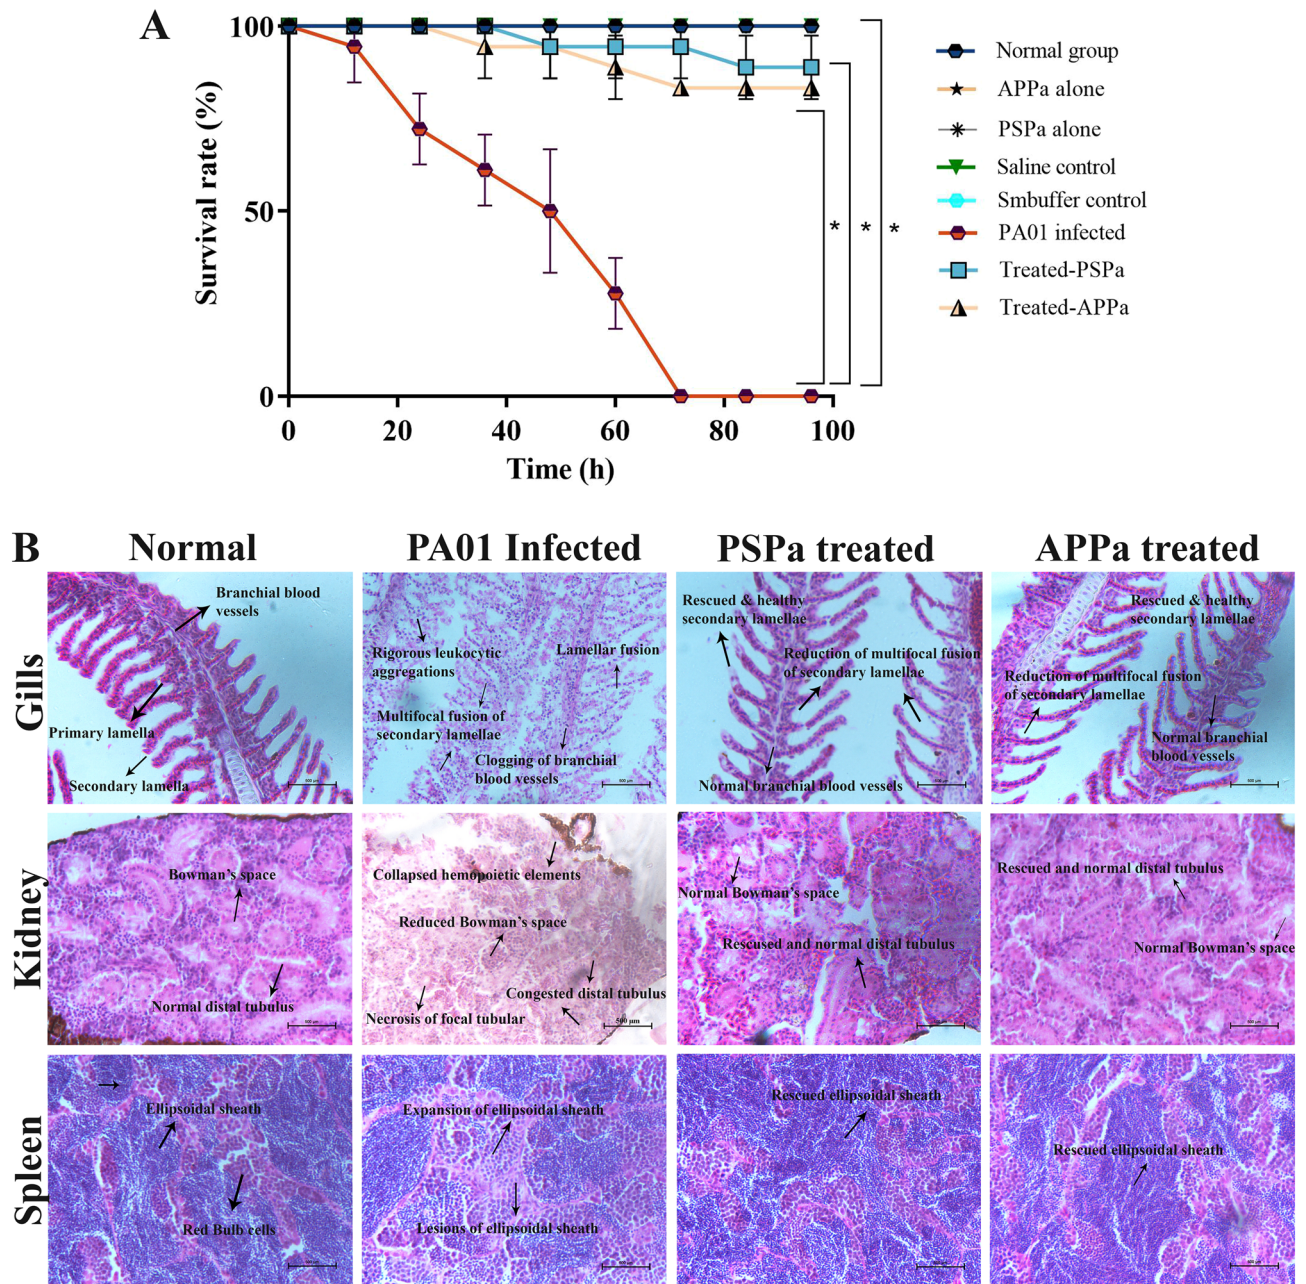 A
Survival rate (%)
100
50
0
0 20 40 60 80 100
Time (h)
* * *
Normal group
APPa alone
PSPa alone
Saline control
Smbuffer control
PA01 infected
Treated-PSPa
Treated-APPa
B
Normal
PA01 Infected
PSPa treated
APPa treated
Gills
Branchial blood
vessels
Primary lamella
Secondary lamella
Rigorous leukocytic
aggregations
Lamellar fusion
Multifocal fusion of
secondary lamellae
Clogging of branchial
blood vessels
Rescued & healthy
secondary lamellae
Reduction of multifocal fusion
of secondary lamellae
Normal branchial blood vessels
Rescued & healthy
secondary lamellae
Reduction of multifocal fusion
of secondary lamellae
Normal branchial
blood vessels
Kidney
Bowman's space
Normal distal tubulus
Collapsed hemopoietic elements
Reduced Bowman's space
Congested distal tubulus
Necrosis of focal tubular
500 μm
Normal Bowman's space
Rescused and normal distal tubulus
Rescued and normal distal tubulus
Normal Bowman's space
Spleen
Ellipsoidal sheath
Red Bulb cells
Expansion of ellipsoidal sheath
Lesions of ellipsoidal sheath
Rescued ellipsoidal sheath
Rescued ellipsoidal sheath